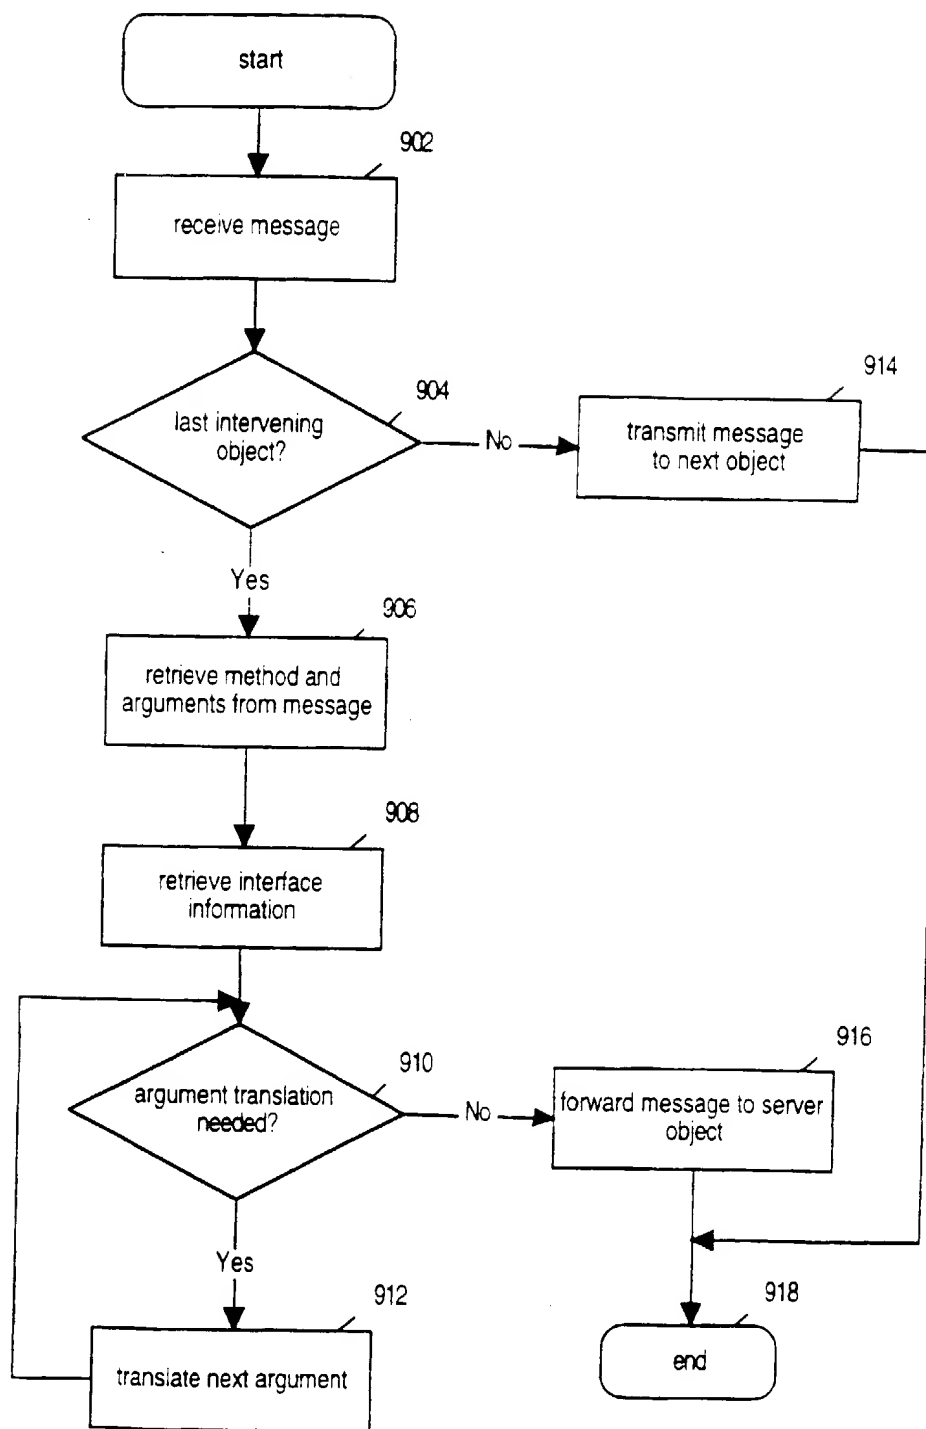 start
902
receive message
904
last intervening
object?
No
914
transmit message
to next object
Yes
906
retrieve method and
arguments from message
908
retrieve interface
information
910
argument translation
needed?
No
916
forward message to server
object
Yes
912
translate next argument
918
end